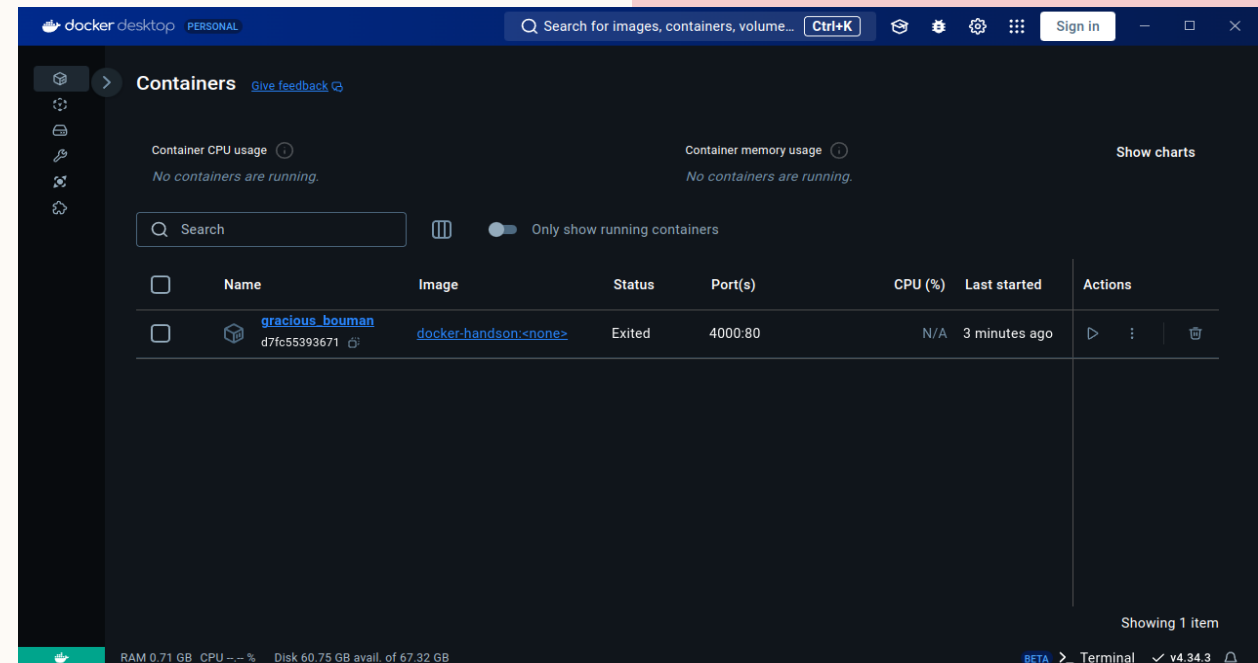 docker desktop PERSONAL Search for images, containers, volume... Ctrl+K Sign in
Containers Give feedback
Container CPU usage Container memory usage Show charts
No containers are running. No containers are running.
Search Only show running containers
Name Image Status Port(s) CPU (%) Last started Actions
gracious_bouman
d7fc55393671 docker-handson:<none> Exited 4000:80 N/A 3 minutes ago
Showing 1 item
RAM 0.71 GB CPU --.-- % Disk 60.75 GB avail. of 67.32 GB BETA Terminal v4.34.3